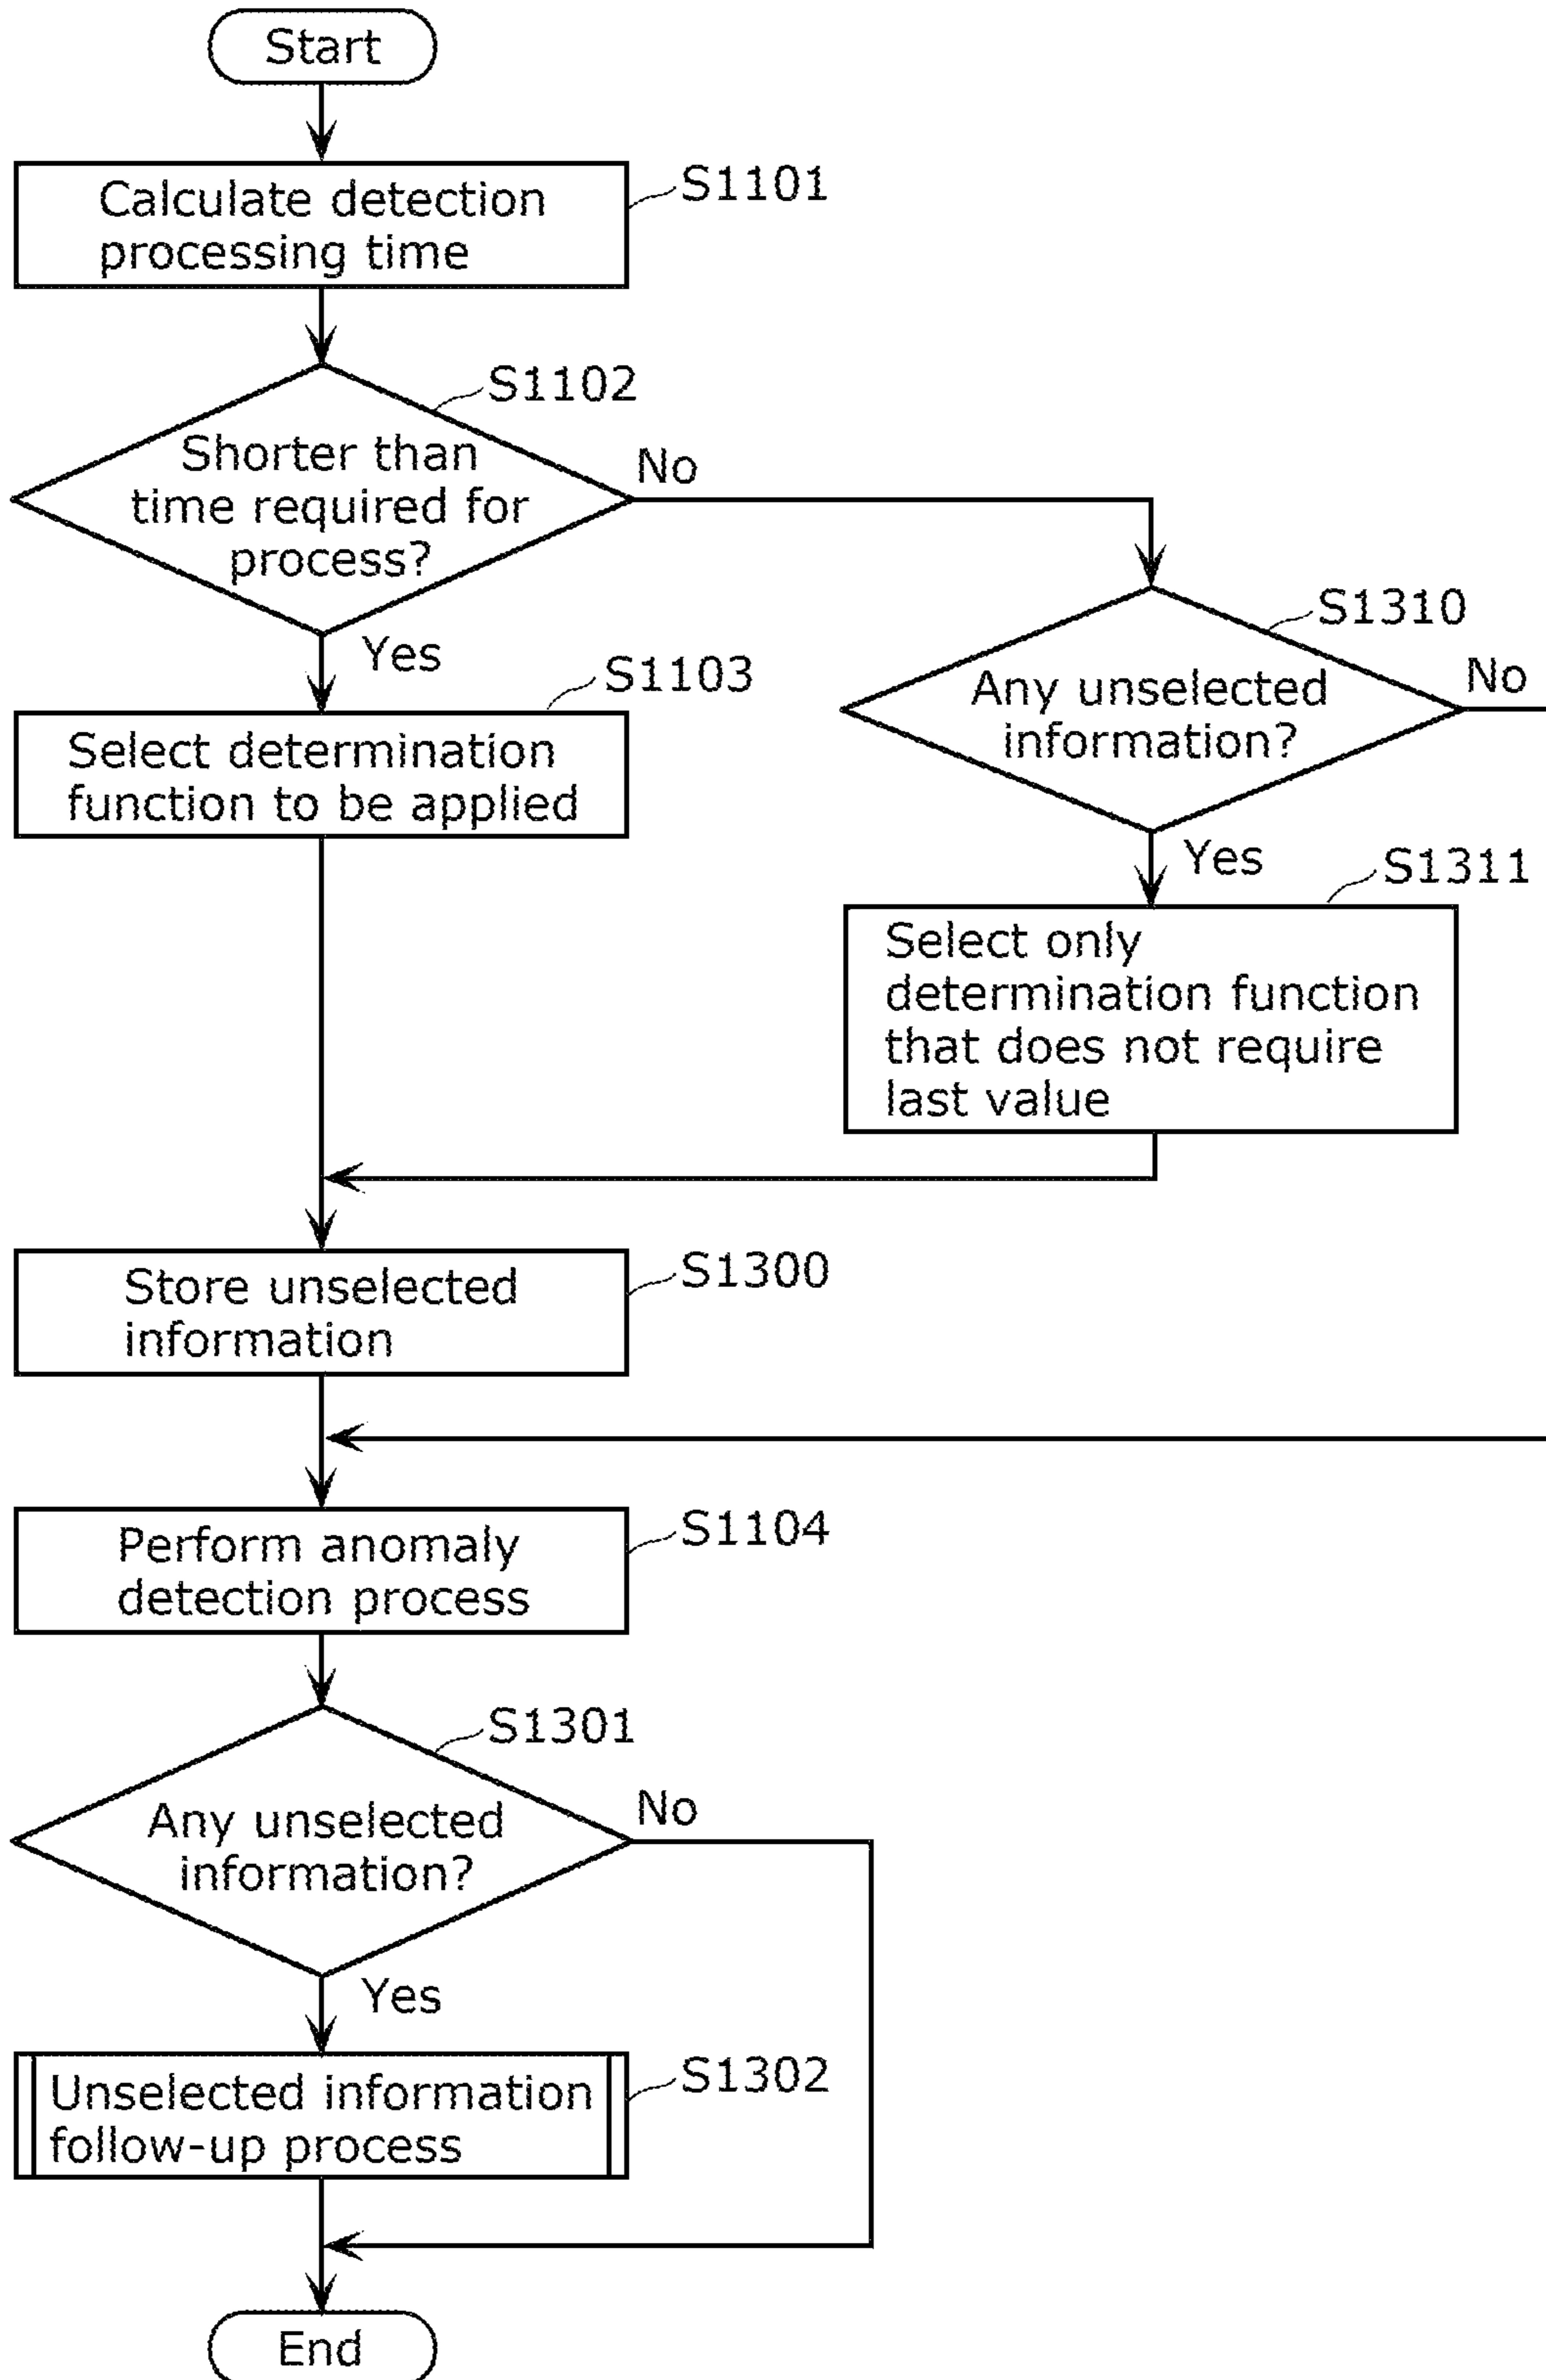 Start
Calculate detection
processing time
S1101
S1102
Shorter than
time required for
process?
No
Yes
S1310
Any unselected
information?
No
Yes
S1103
Select determination
function to be applied
S1311
Select only
determination function
that does not require
last value
S1300
Store unselected
information
S1104
Perform anomaly
detection process
S1301
Any unselected
information?
No
Yes
S1302
Unselected information
follow-up process
End